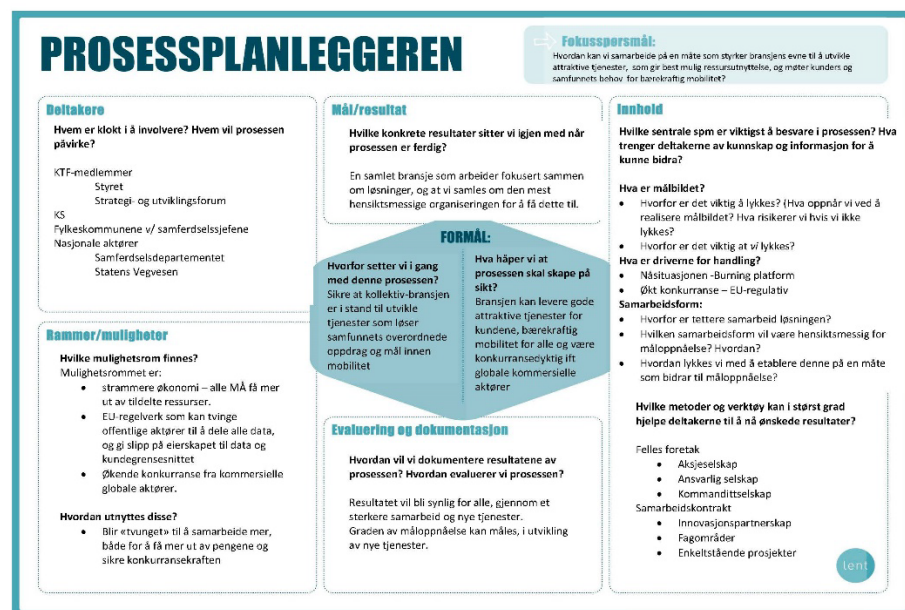 PROSESSPLANLEGGEREN
Fokusspørsmål:
Hvordan kan vi samarbeide på en måte som styrker bransjens evne til å utvikle
attraktive tjenester, som gir best mulig ressursutnyttelse, og møter kunders og
samfunnets behov for bærekraftig mobilitet?
Deltakere
Hvem er klokt i å involvere? Hvem vil prosessen
påvirke?
KTF-medlemmer
Styret
Strategi- og utviklingsforum
KS
Fylkeskommunene v/ samferdselssjefene
Nasjonale aktører
Samferdselsdepartementet
Statens Vegvesen
Rammer/muligheter
Hvilke mulighetsrom finnes?
Mulighetsrommet er:
• strammere økonomi – alle MÅ få mer
ut av tildelte ressurser.
• EU-regelverk som kan tvinge
offentlige aktører til å dele alle data,
og gi slipp på eierskapet til data og
kundegrensesnittet
• Økende konkurranse fra kommersielle
globale aktører.
Hvordan utnyttes disse?
• Blir «tvunget» til å samarbeide mer,
både for å få mer ut av pengene og
sikre konkurransekraften
Mål/resultat
Hvilke konkrete resultater sitter vi igjen med når
prosessen er ferdig?
En samlet bransje som arbeider fokusert sammen
om løsninger, og at vi samles om den mest
hensiktsmessige organiseringen for å få dette til.
FORMÅL:
Hvorfor setter vi i gang
med denne prosessen?
Sikre at kollektiv-bransjen
er i stand til utvikle
tjenester som løser
samfunnets overordnede
oppdrag og mål innen
mobilitet
Hva håper vi at
prosessen skal skape på
sikt?
Bransjen kan levere gode
attraktive tjenester for
kundene, bærekraftig
mobilitet for alle og være
konkurransedyktig ift
globale kommersielle
aktører
Evaluering og dokumentasjon
Hvordan vil vi dokumentere resultatene av
prosessen? Hvordan evaluerer vi prosessen?
Resultatet vil bli synlig for alle, gjennom et
sterkere samarbeid og nye tjenester.
Graden av måloppnåelse kan måles, i utvikling
av nye tjenester.
Innhold
Hvilke sentrale spm er viktigst å besvare i prosessen? Hva
trenger deltakerne av kunnskap og informasjon for å
kunne bidra?
Hva er målbildet?
• Hvorfor er det viktig å lykkes? (Hva oppnår vi ved å
realisere målbildet? Hva risikerer vi hvis vi ikke
lykkes?
• Hvorfor er det viktig at vi lykkes?
Hva er driverne for handling?
• Nåsituasjonen -Burning platform
• Økt konkurranse – EU-regulativ
Samarbeidsform:
• Hvorfor er tettere samarbeid løsningen?
• Hvilken samarbeidsform vil være hensiktsmessig for
måloppnåelse? Hvordan?
• Hvordan lykkes vi med å etablere denne på en måte
som bidrar til måloppnåelse?
Hvilke metoder og verktøy kan i størst grad
hjelpe deltakerne til å nå ønskede resultater?
Felles foretak
• Aksjeselskap
• Ansvarlig selskap
• Kommandittselskap
Samarbeidskontrakt
• Innovasjonspartnerskap
• Fagområder
• Enkeltstående prosjekter
lent